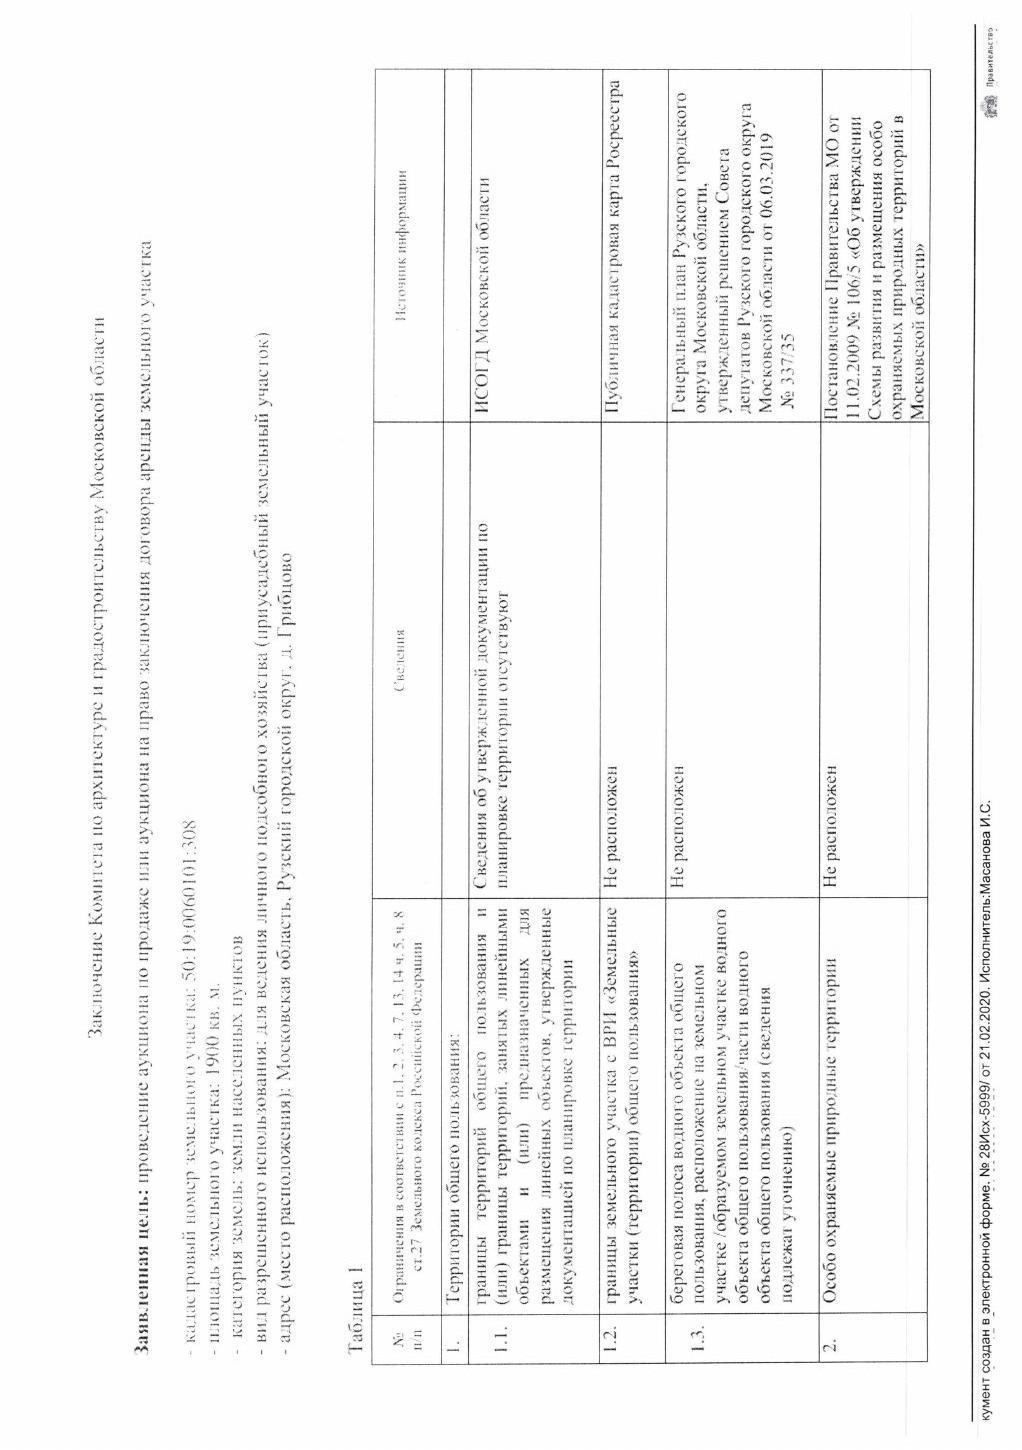 Заключение Комитета по архитектуре и градостроительству Московской области
Заявленная цель: проведение аукциона по продаже или аукциона на право заключения договора аренды земельного участка
- кадастровый номер земельного участка: 50:19:0060101:308
- площадь земельного участка: 1900 кв. м.
- категория земель: земли населенных пунктов
- вид разрешенного использования: для ведения личного подсобного хозяйства (приусадебный земельный участок)
- адрес (место расположения): Московская область, Рузский городской округ, д. Грибцово
Таблица 1
№
п/п
Ограничения в соответствии с п.1, 2, 3, 4, 7, 13, 14 ч. 5, ч. 8
ст.27 Земельного кодекса Российской Федерации
Сведения
Источник информации
1.
Территории общего пользования:
1.1.
границы территорий общего пользования и
(или) границы территорий, занятых линейными
объектами и (или) предназначенных для
размещения линейных объектов, утвержденные
документацией по планировке территории
Сведения об утвержденной документации по
планировке территории отсутствуют
ИСОГД Московской области
1.2.
границы земельного участка с ВРИ «Земельные
участки (территории) общего пользования»
Не расположен
Публичная кадастровая карта Росреестра
1.3.
береговая полоса водного объекта общего
пользования, расположение на земельном
участке /образуемом земельном участке водного
объекта общего пользования/части водного
объекта общего пользования (сведения
подлежат уточнению)
Не расположен
Генеральный план Рузского городского
округа Московской области,
утвержденный решением Совета
депутатов Рузского городского округа
Московской области от 06.03.2019
№ 337/35
2.
Особо охраняемые природные территории
Не расположен
Постановление Правительства МО от
11.02.2009 № 106/5 «Об утверждении
Схемы развития и размещения особо
охраняемых природных территорий в
Московской области»
кумент создан в электронной форме. № 28Исх-5999/ от 21.02.2020. Исполнитель:Масанова И.С.
Правительство